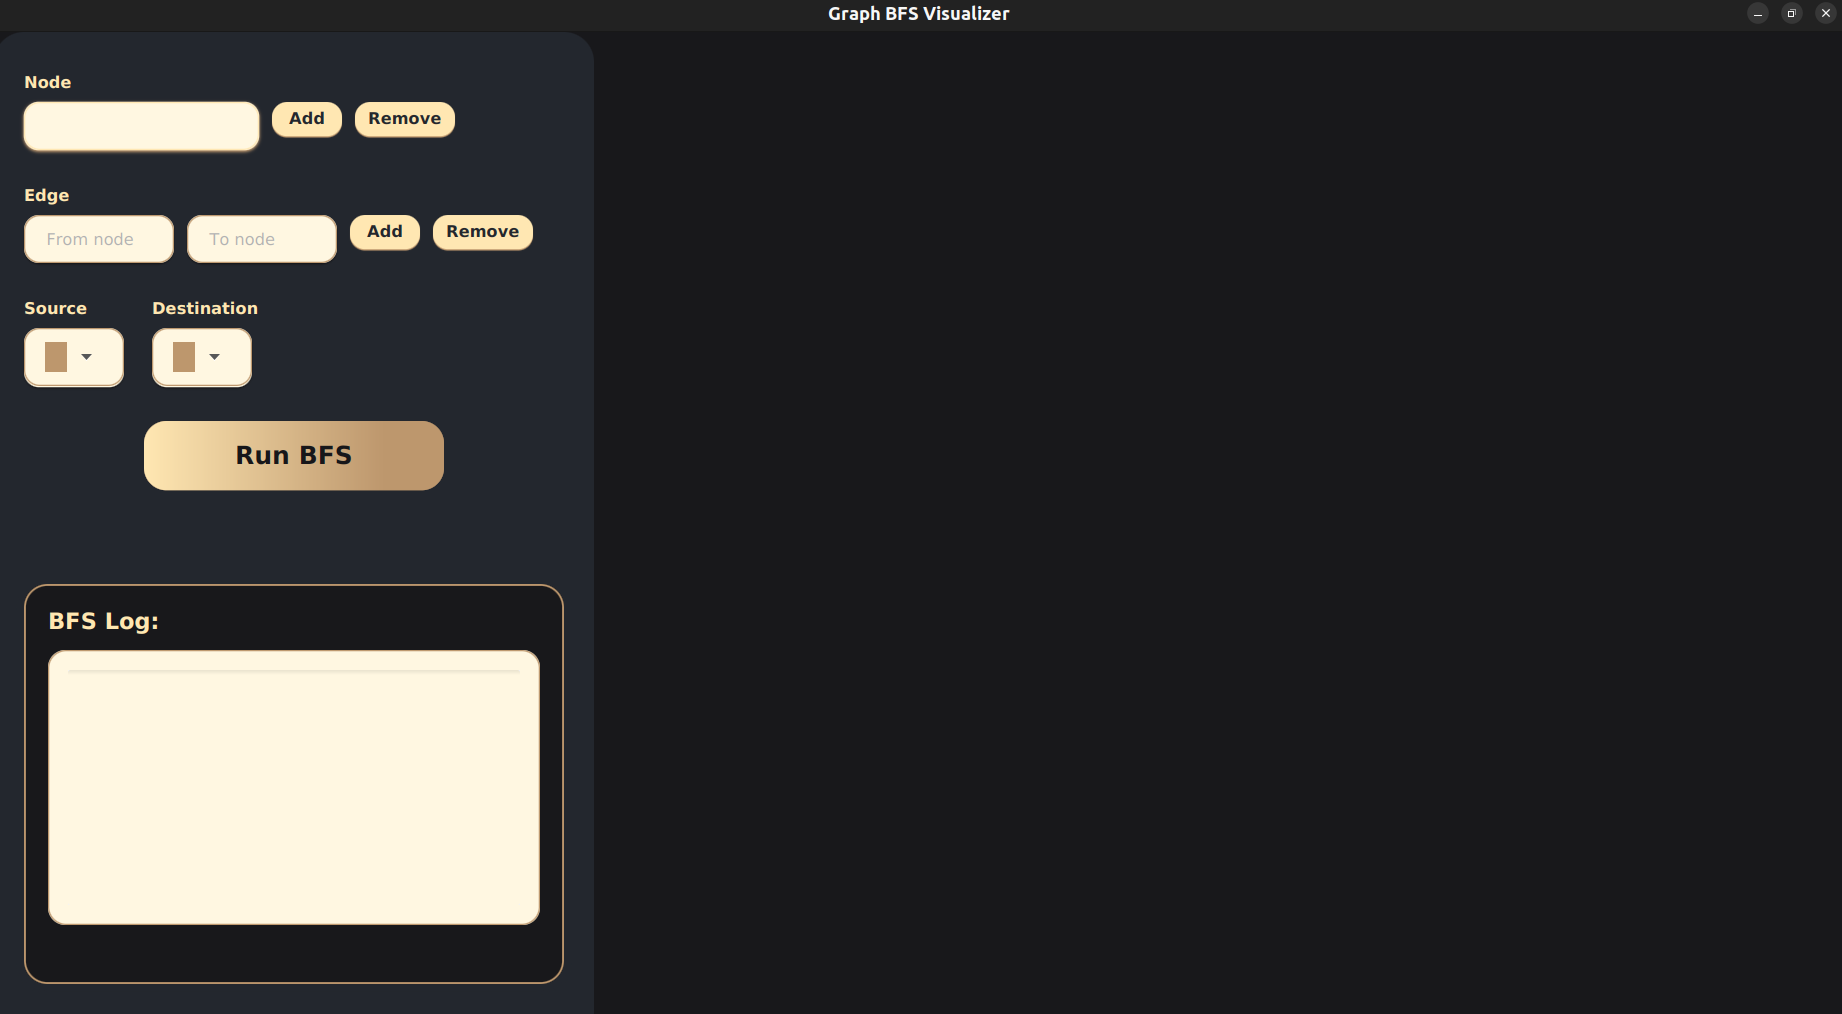 Graph BFS Visualizer
Node
Add Remove
Edge
From node To node Add Remove
Source Destination
Run BFS
BFS Log: